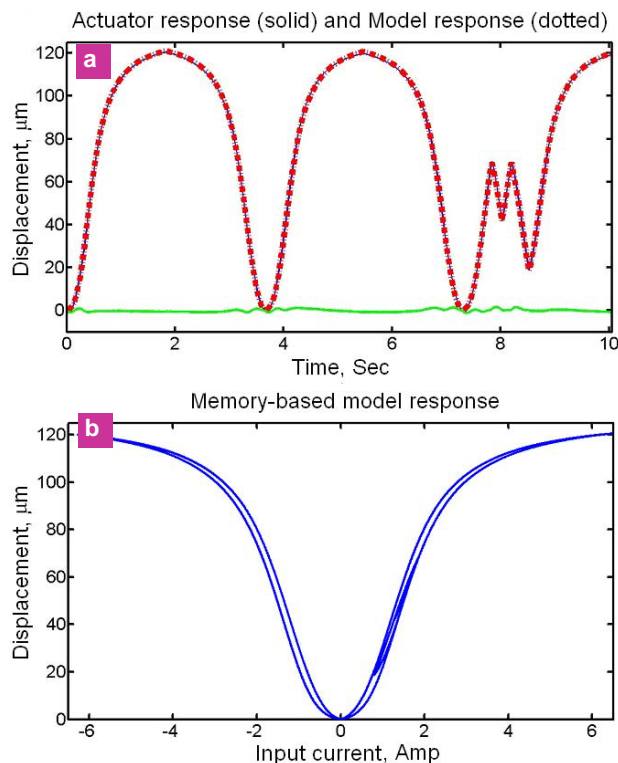 Actuator response (solid) and Model response (dotted)
a
120
100
80
60
40
20
0
Displacement, μm
0 2 4 6 8 10
Time, Sec
Memory-based model response
b
120
100
80
60
40
20
0
Displacement, μm
-6 -4 -2 0 2 4 6
Input current, Amp